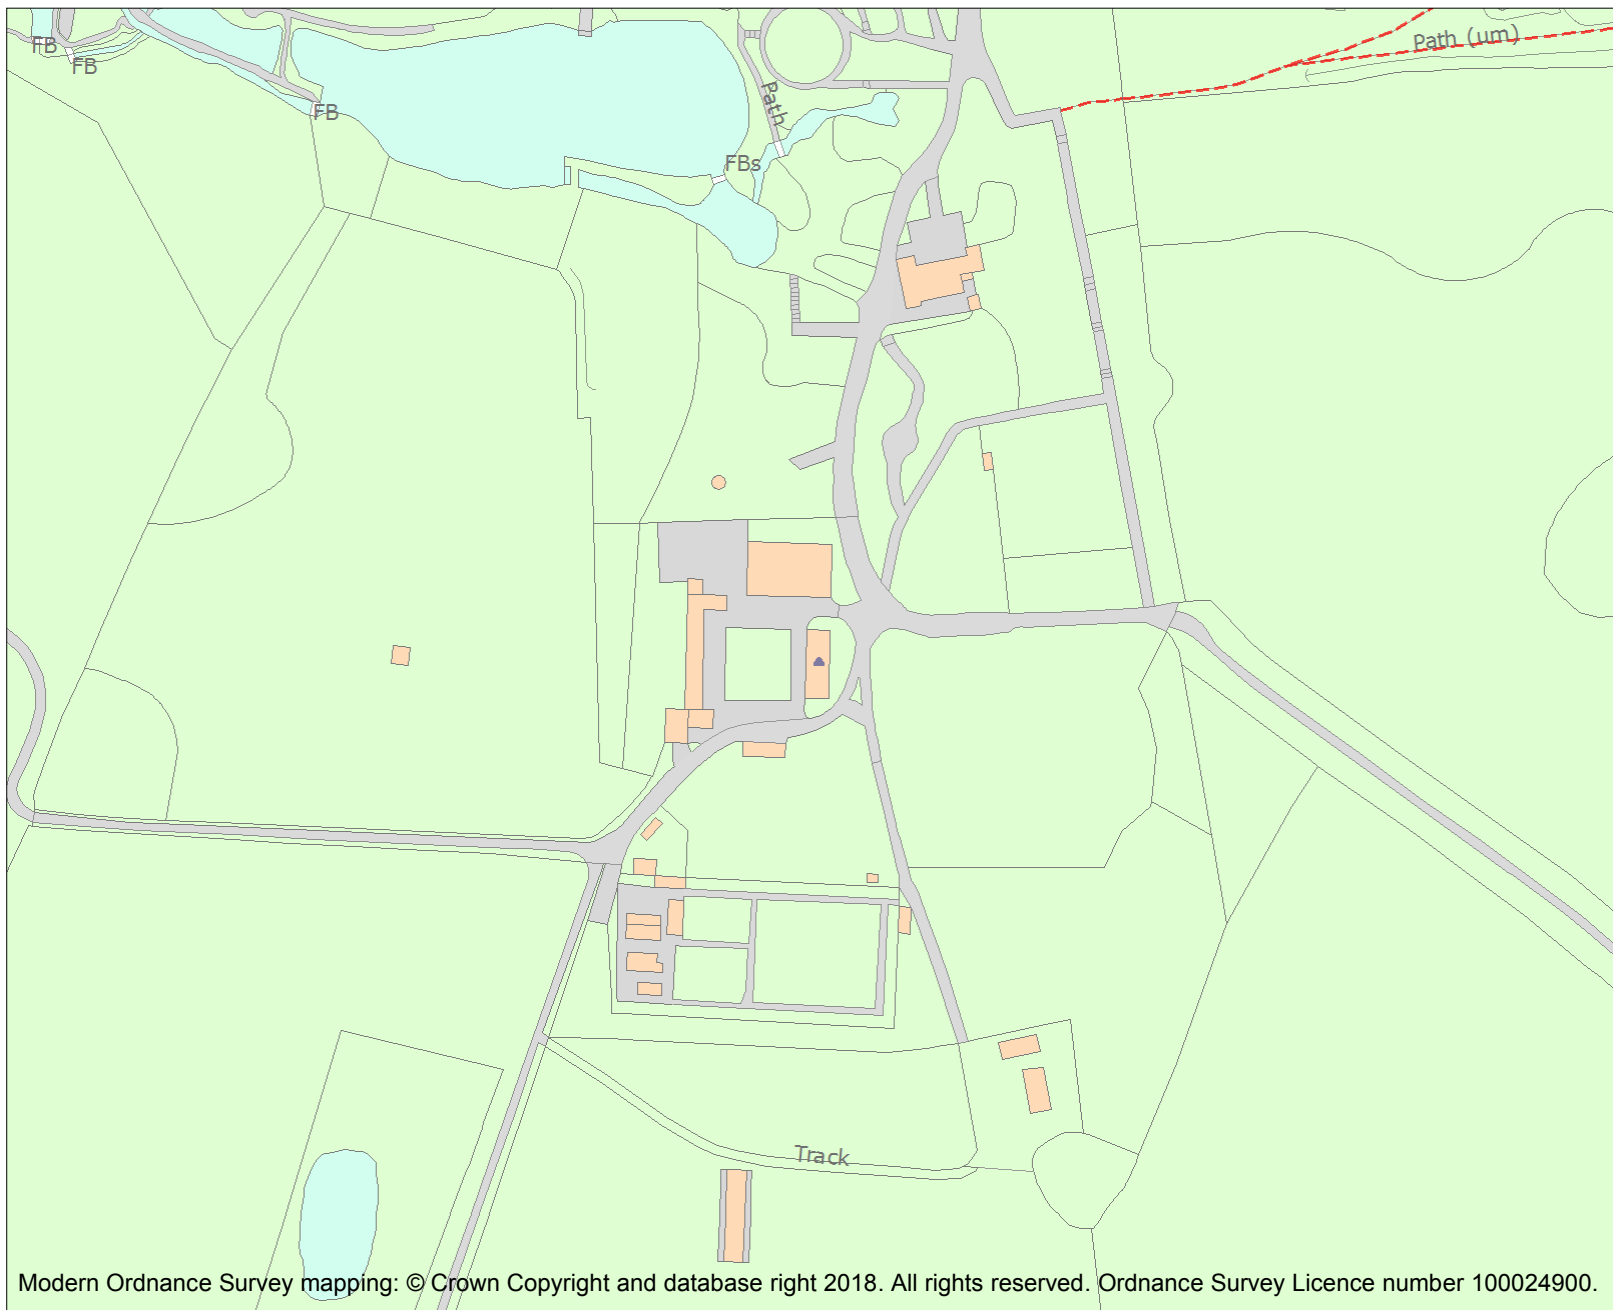 Path (um)
FB
FB
FB
Path
FBs
Track
Modern Ordnance Survey mapping: © Crown Copyright and database right 2018. All rights reserved. Ordnance Survey Licence number 100024900.